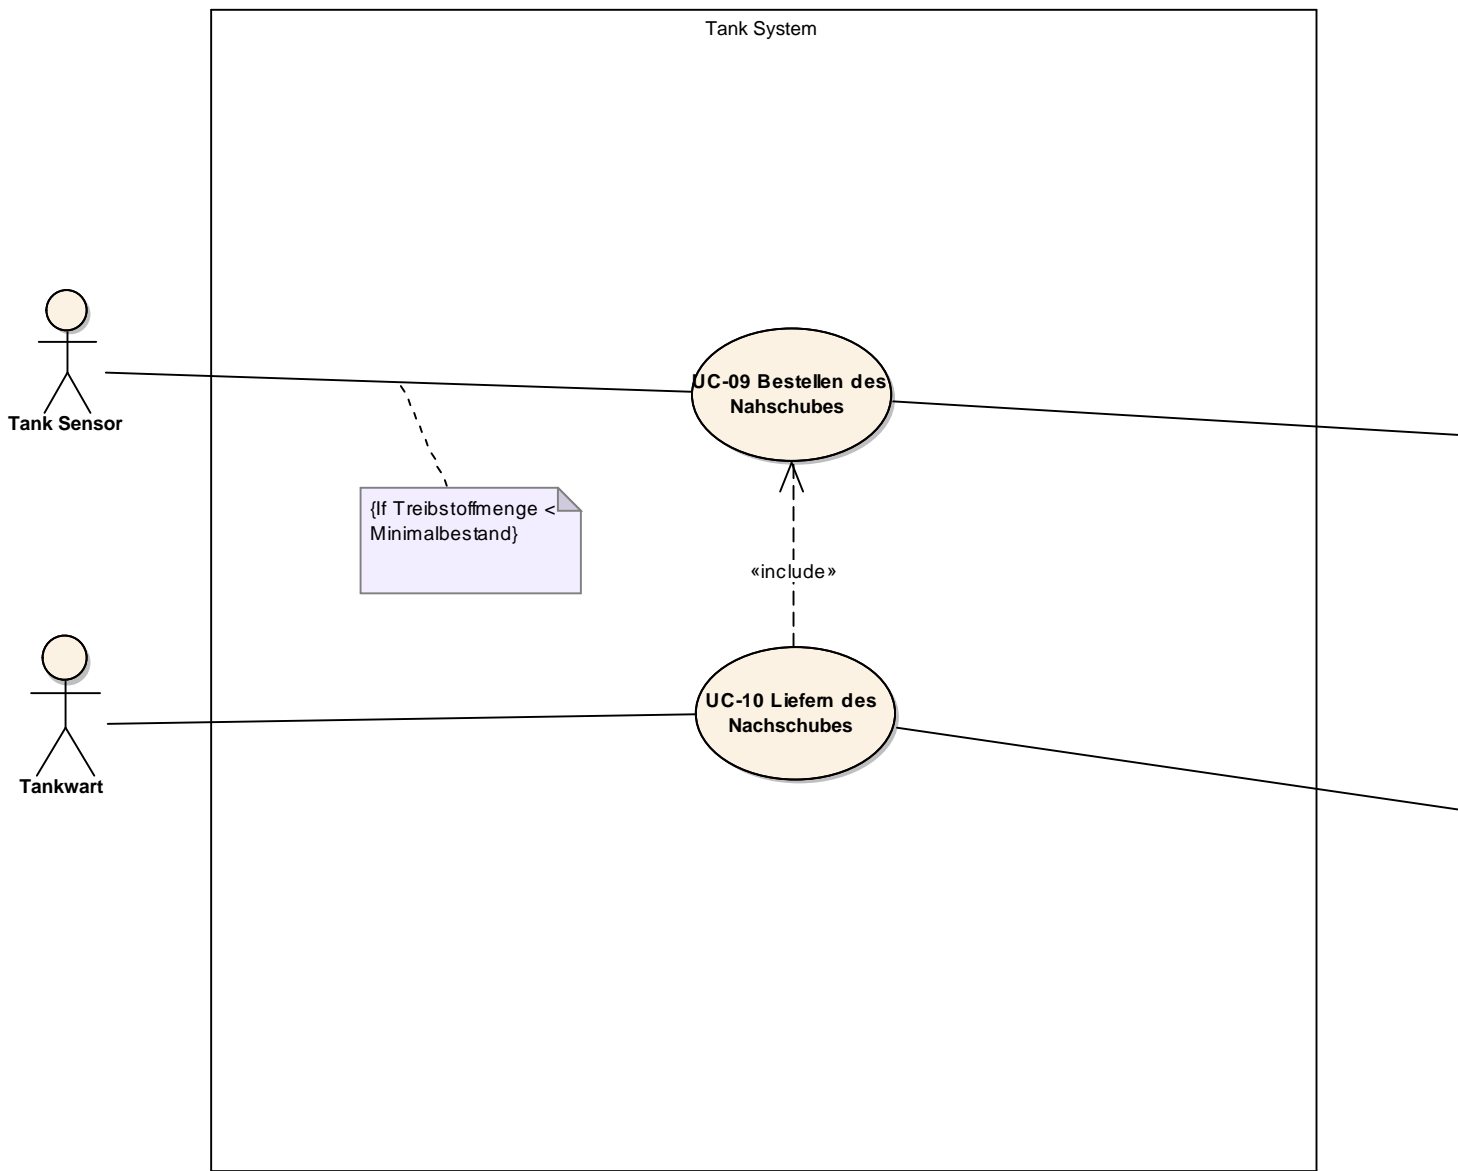 Tank System
Tank Sensor
UC-09 Bestellen des
Nahschubes
{If Treibstoffmenge <
Minimalbestand}
«include»
Tankwart
UC-10 Liefern des
Nachschubes